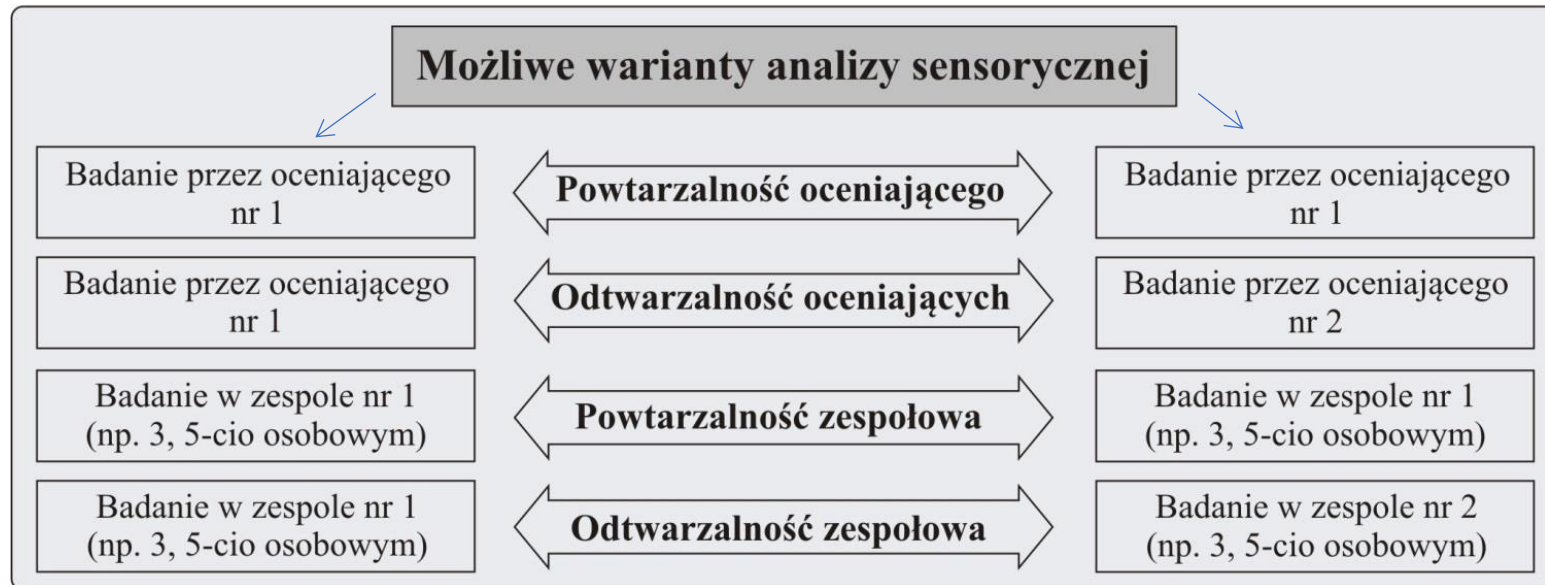 Możliwe warianty analizy sensorycznej
Badanie przez oceniającego
nr 1
Powtarzalność oceniającego
Badanie przez oceniającego
nr 1
Badanie przez oceniającego
nr 1
Odtwarzalność oceniających
Badanie przez oceniającego
nr 2
Badanie w zespole nr 1
(np. 3, 5-cio osobowym)
Powtarzalność zespołowa
Badanie w zespole nr 1
(np. 3, 5-cio osobowym)
Badanie w zespole nr 1
(np. 3, 5-cio osobowym)
Odtwarzalność zespołowa
Badanie w zespole nr 2
(np. 3, 5-cio osobowym)